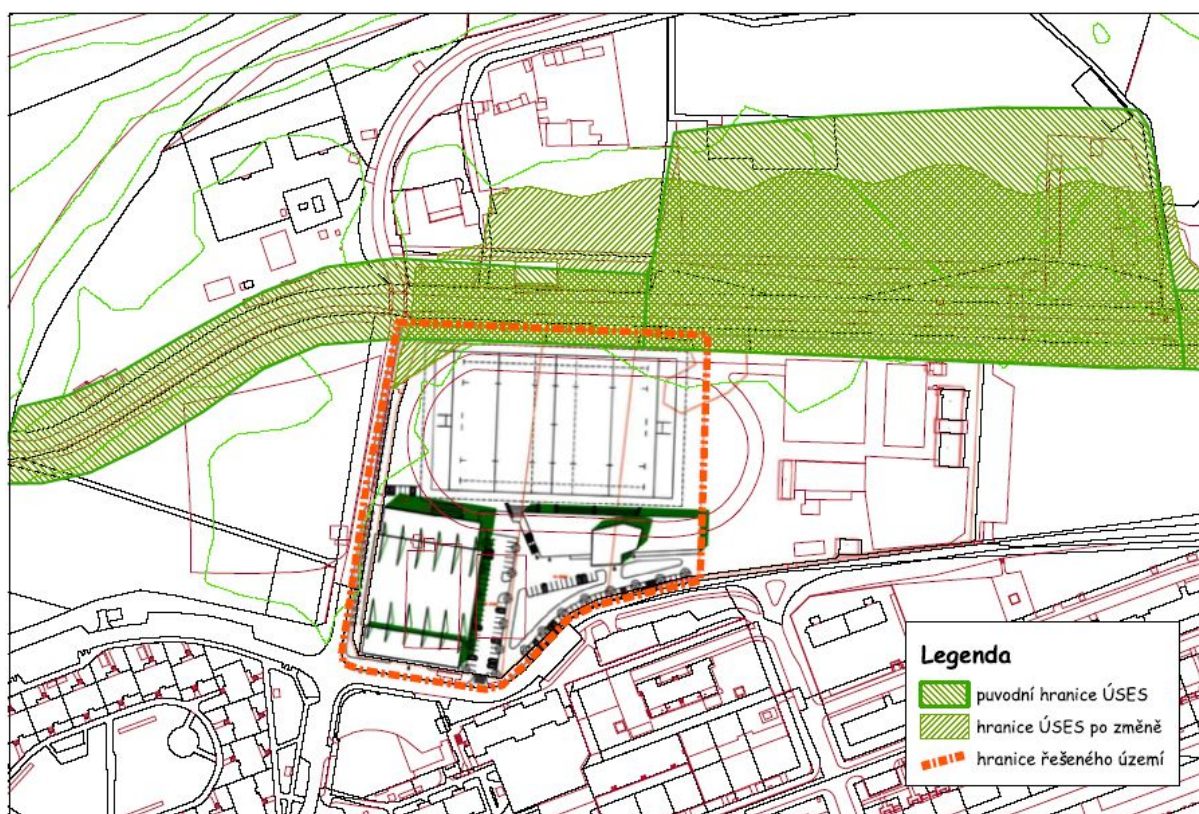 Legenda
puvodní hranice ÚSES
hranice ÚSES po změně
hranice řešeného území